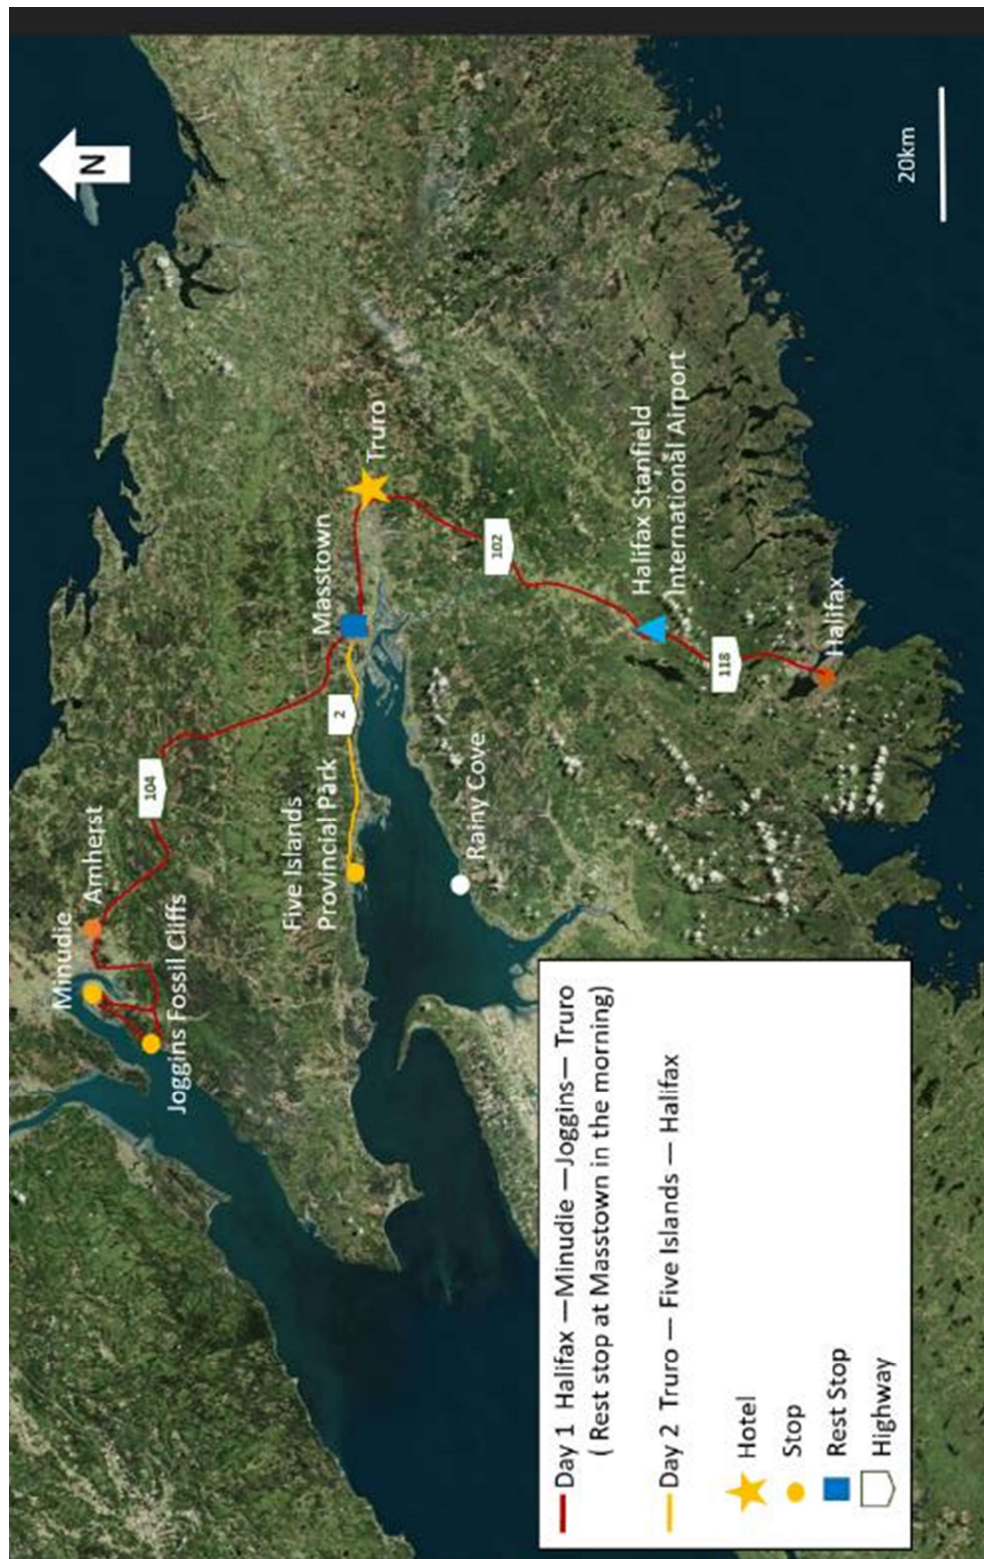 N
20km
Minudie
Amherst
Joggins Fossil Cliffs
104
Five Islands
Provincial Park
2
Masstown
Truro
102
Rainy Cove
Halifax Stanfield
International Airport
118
Halifax
Day 1 Halifax —Minudie —Joggins— Truro
( Rest stop at Masstown in the morning)
Day 2 Truro — Five Islands — Halifax
Hotel
Stop
Rest Stop
Highway